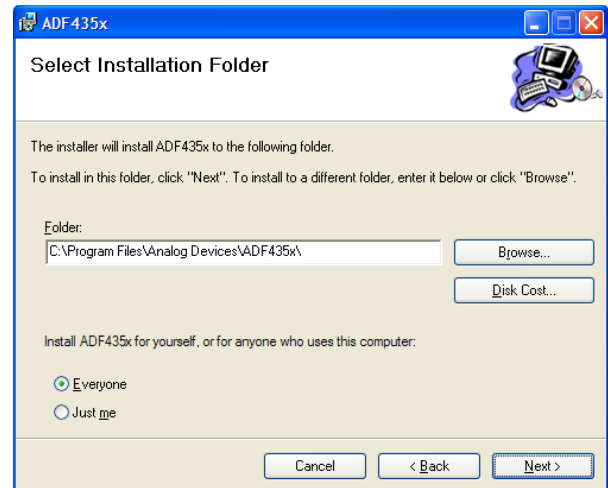 ADF435x
Select Installation Folder
The installer will install ADF435x to the following folder.
To install in this folder, click "Next". To install to a different folder, enter it below or click "Browse".
Folder:
C:\Program Files\Analog Devices\ADF435x\
Browse...
Disk Cost...
Install ADF435x for yourself, or for anyone who uses this computer:
Everyone
Just me
Cancel
< Back
Next >